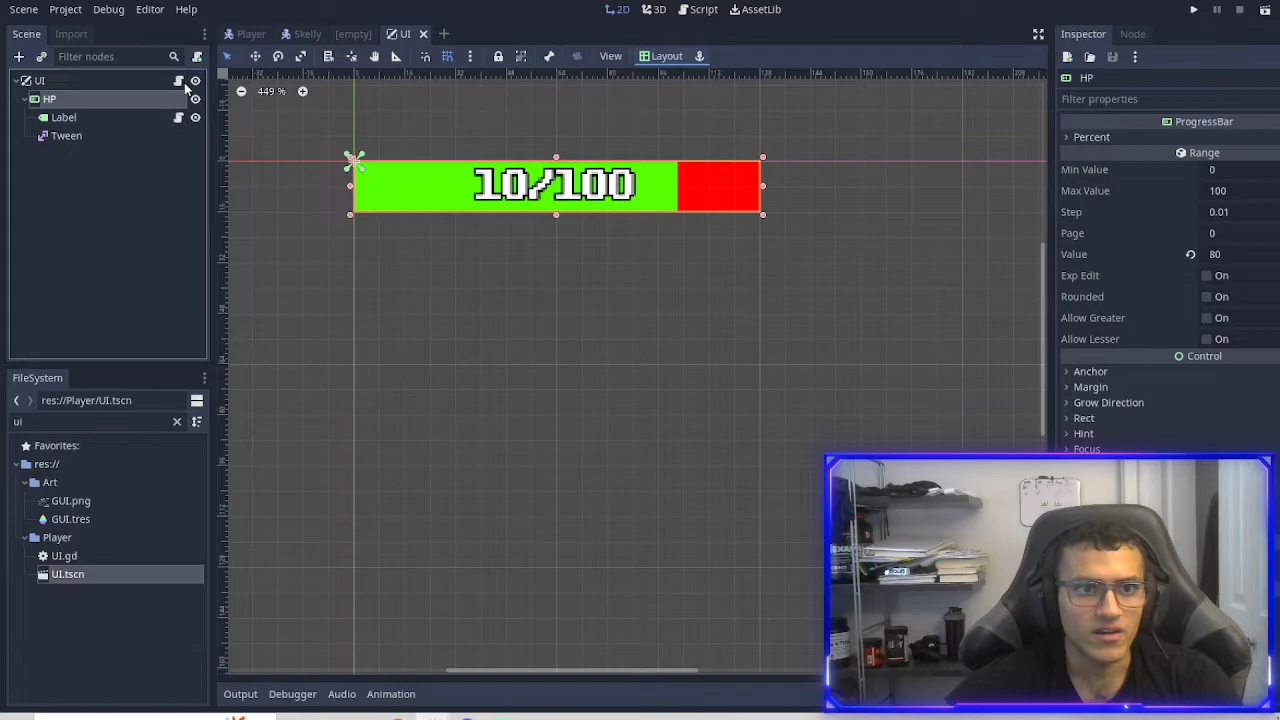 Scene Project Debug Editor Help
2D 3D Script AssetLib
Scene Import
Player Skelly [empty] UI
Inspector Node
Filter nodes
View Layout
UI
HP
Label
Tween
449 %
10/100
HP
Filter properties
ProgressBar
Percent
Range
Min Value 0
Max Value 100
Step 0.01
Page 0
Value 80
Exp Edit On
Rounded On
Allow Greater On
Allow Lesser On
Control
Anchor
Margin
Grow Direction
Rect
Hint
Focus
FileSystem
res://Player/UI.tscn
ui
Favorites:
res://
Art
GUI.png
GUI.tres
Player
UI.gd
UI.tscn
Output Debugger Audio Animation